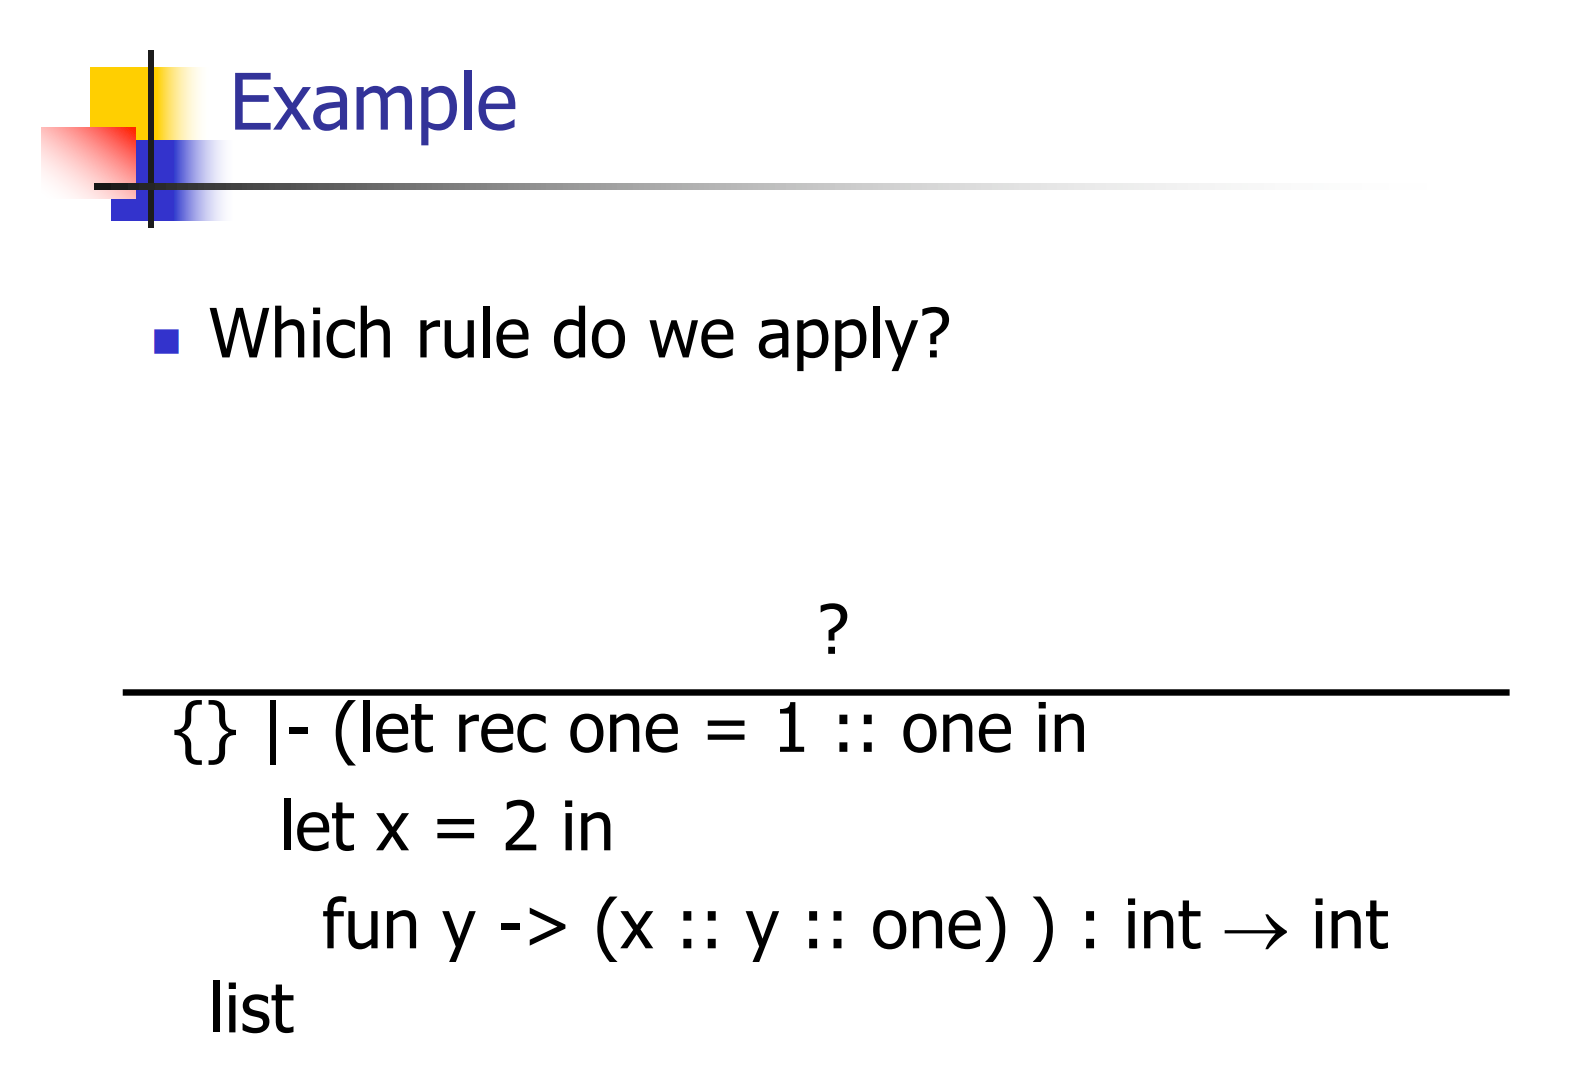 Example
Which rule do we apply?
?
{} |- (let rec one = 1 :: one in
let x = 2 in
fun y -> (x :: y :: one) ) : int → int
list